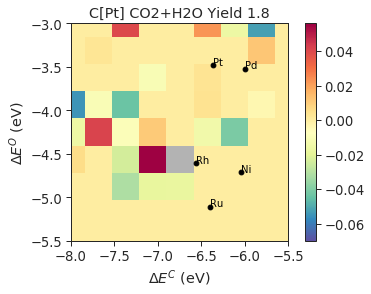 C[Pt] CO2+H2O Yield 1.8
−3.0
−3.5
−4.0
−4.5
−5.0
−5.5
ΔE^O (eV)
Pt
Pd
Rh
Ni
Ru
−8.0 −7.5 −7.0 −6.5 −6.0 −5.5
ΔE^C (eV)
0.04
0.02
0.00
−0.02
−0.04
−0.06